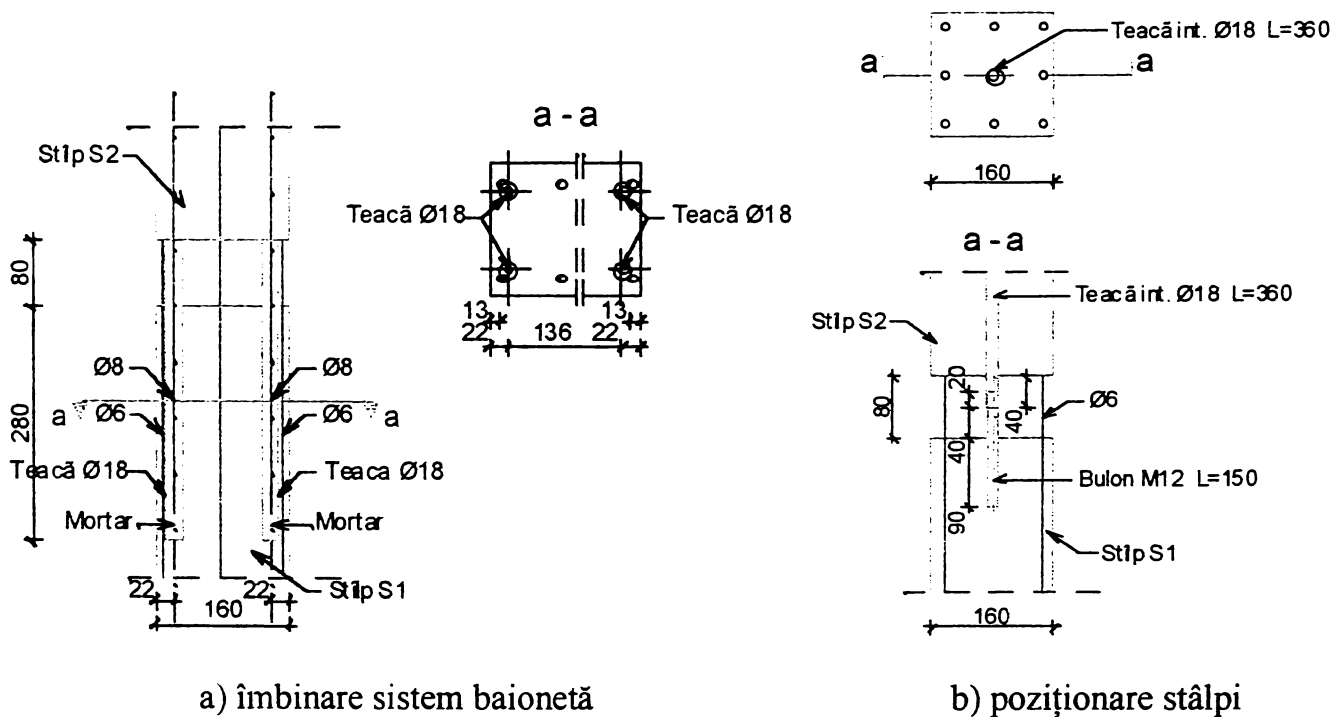 Stîlp S2
80
280
Ø8
Ø8
a
a
Ø6
Ø6
Teacă Ø18
Teaca Ø18
Mortar
Mortar
Stîlp S1
22
22
160
a - a
Teacă Ø18
Teacă Ø18
13
13
22
136
22
Teacă int. Ø18 L=360
a
a
160
a - a
Teacă int. Ø18 L=360
Stîlp S2
20
80
40
Ø6
40
Bulon M12 L=150
90
Stîlp S1
160
a) îmbinare sistem baionetă
b) poziționare stâlpi